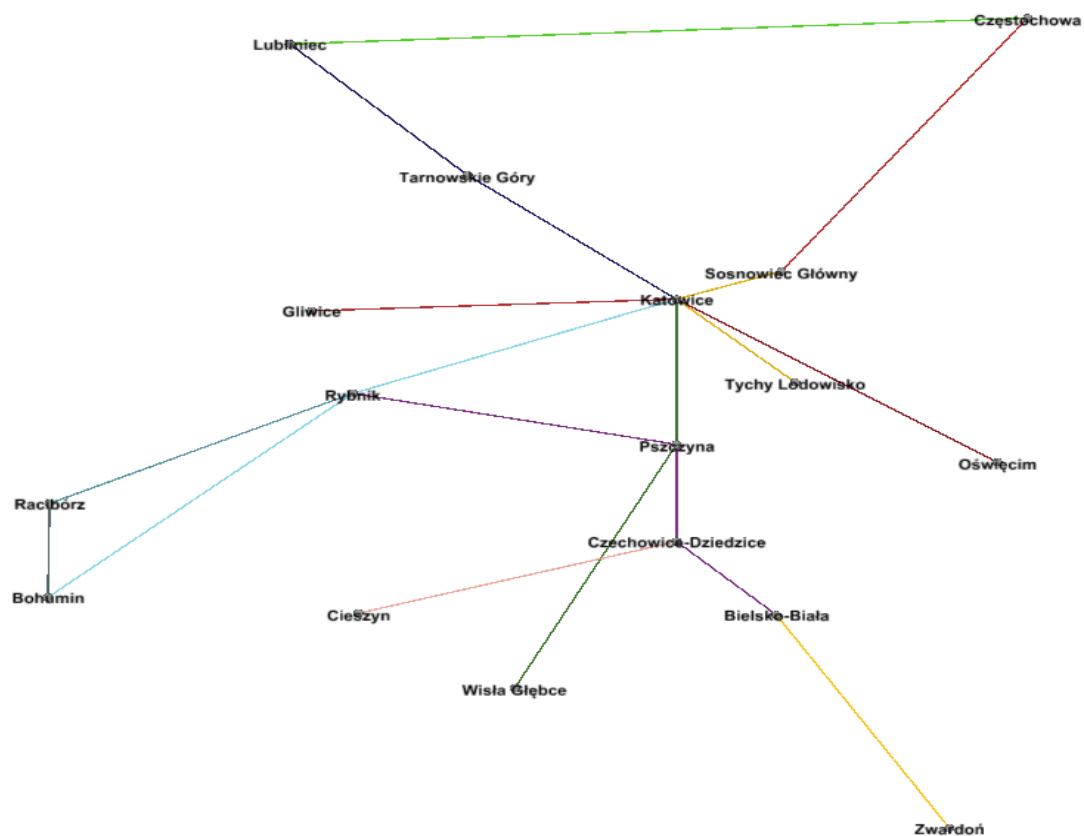 Częstochowa
Lubliniec
Tarnowskie Góry
Sosnowiec Główny
Katowice
Gliwice
Tychy Lodowisko
Rybnik
Pszczyna
Oświęcim
Racibórz
Czechowice-Dziedzice
Bohumin
Cieszyn
Bielsko-Biała
Wisła Głębce
Zwardoń